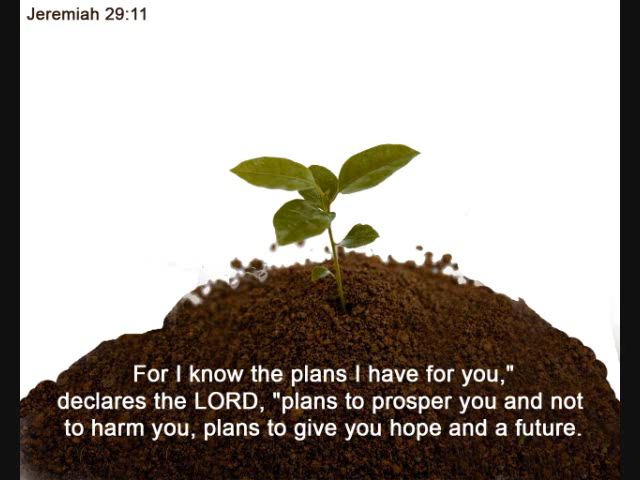 Jeremiah 29:11
For I know the plans I have for you,"
declares the LORD, "plans to prosper you and not
to harm you, plans to give you hope and a future.